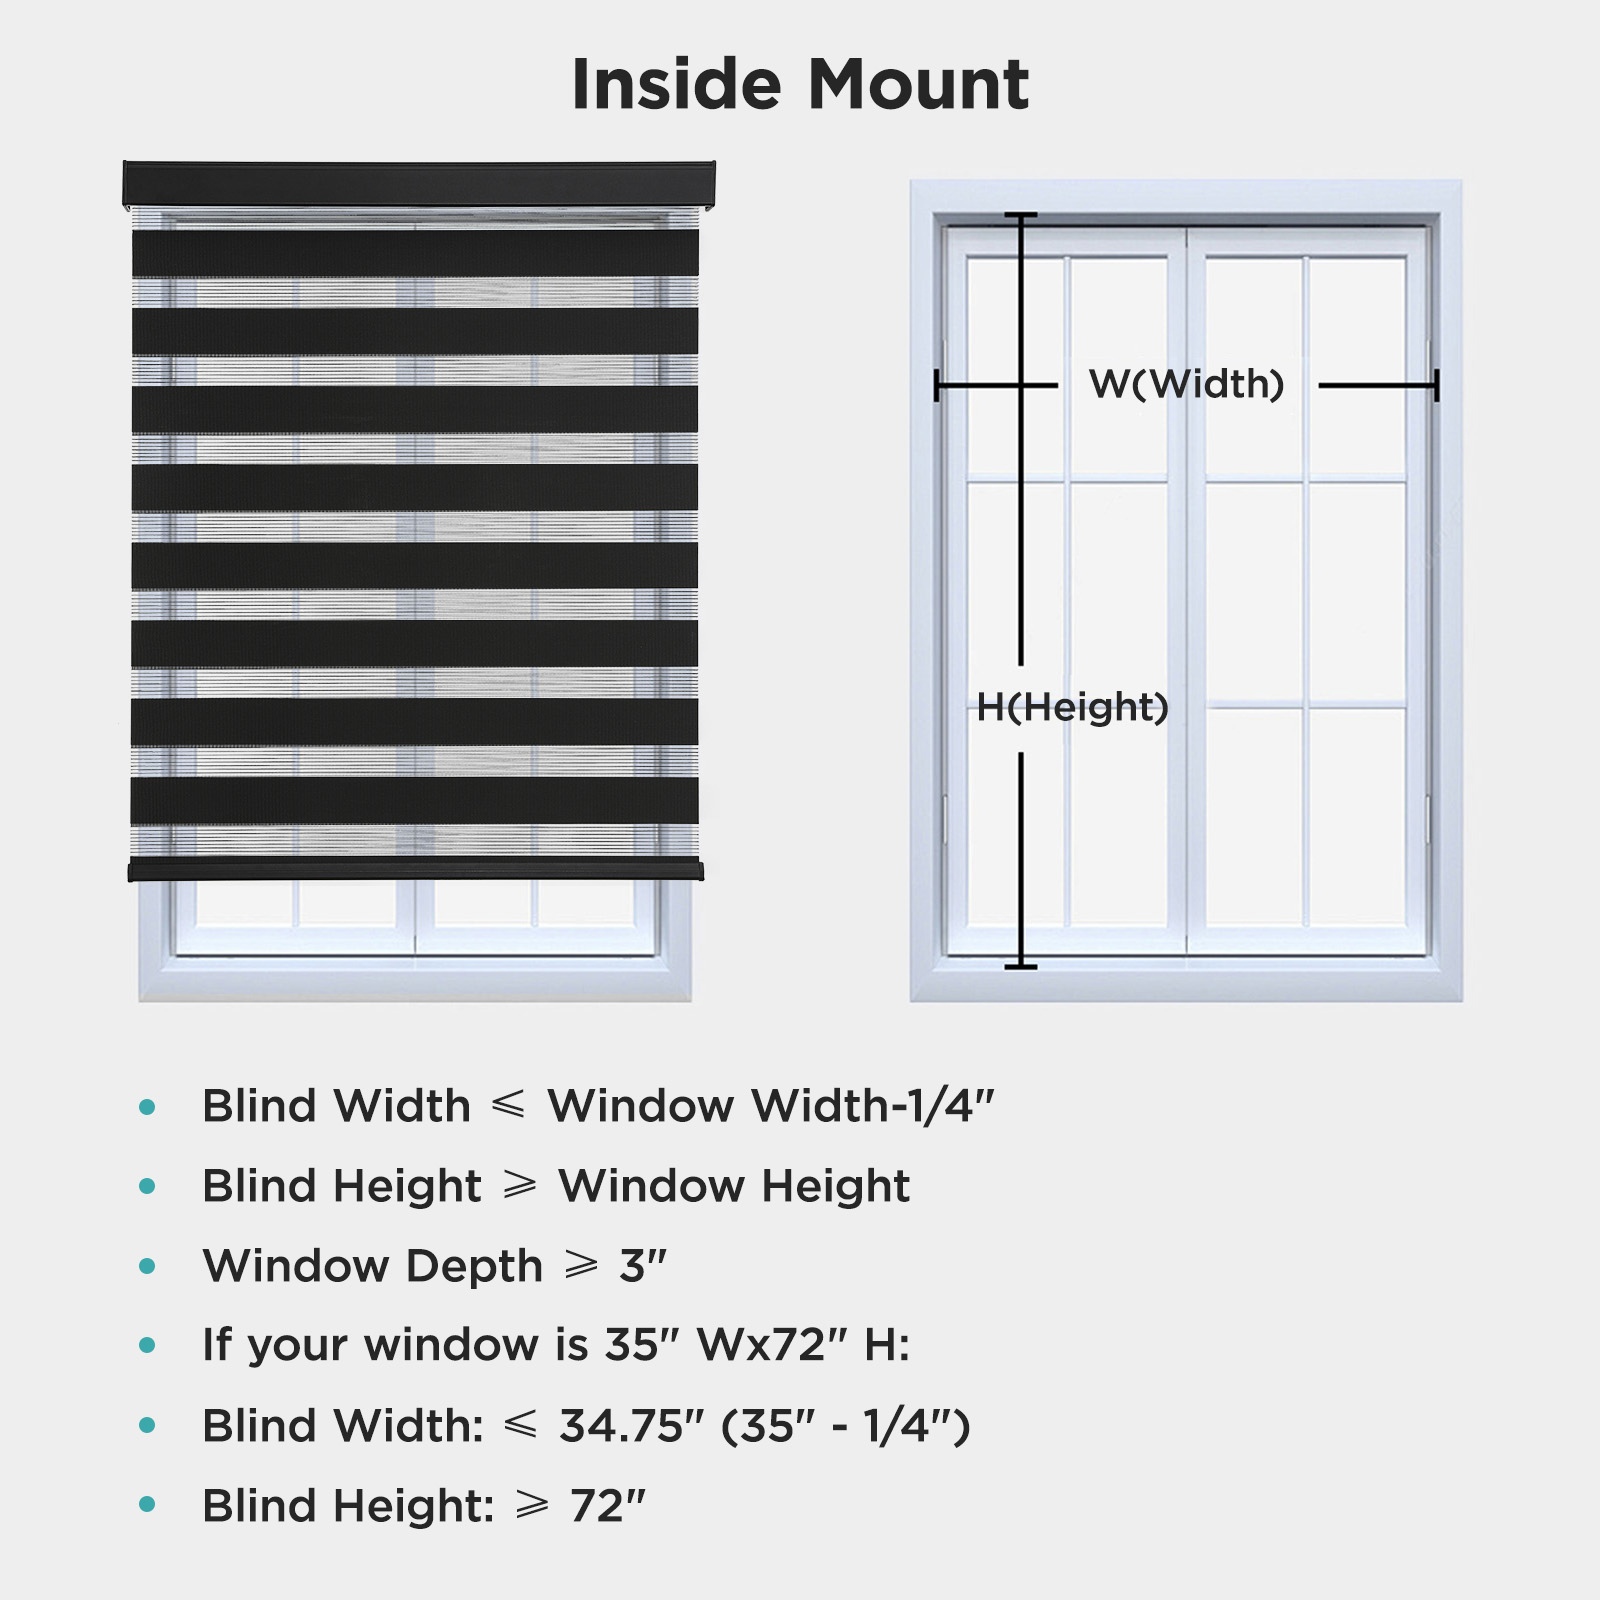 Inside Mount
W(Width)
H(Height)
Blind Width ⩽ Window Width-1/4"
Blind Height ⩾ Window Height
Window Depth ⩾ 3"
If your window is 35" Wx72" H:
Blind Width: ⩽ 34.75" (35" - 1/4")
Blind Height: ⩾ 72"